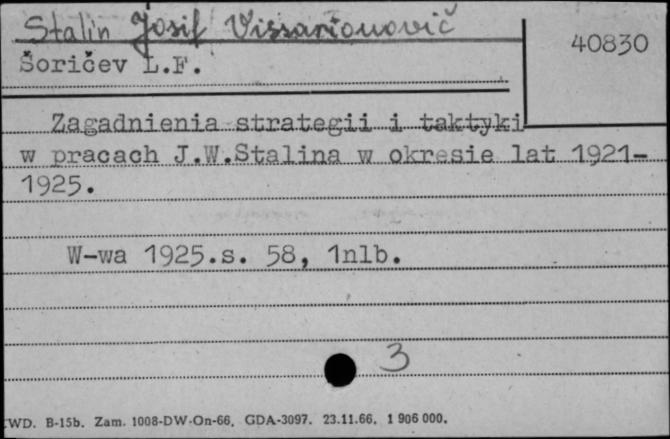 Stalin Josif Vissarionovič
40830
Šoričev L.F.
Zagadnienia strategii i taktyki
w pracach J.W.Stalina w okresie lat 1921-
1925.
W-wa 1925.s. 58, 1nlb.
3
WD. B-15b. Zam. 1008-DW-On-66. GDA-3097. 23.11.66. 1 906 000.